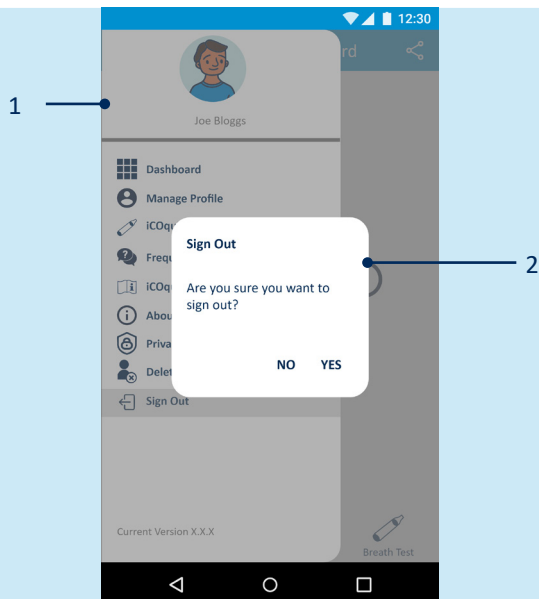 12:30
rd
1
Joe Bloggs
Dashboard
Manage Profile
iCOqu
Frequ
iCOqu
Abou
Priva
Delet
Sign Out
Sign Out
Are you sure you want to
sign out?
NO YES
2
Current Version X.X.X
Breath Test